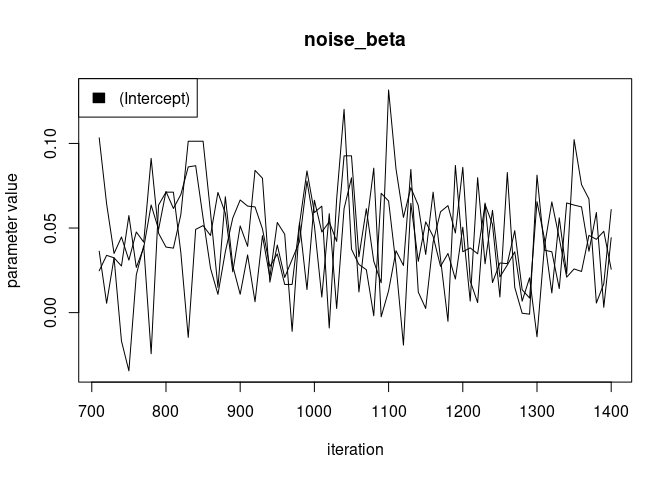 noise_beta
(Intercept)
parameter value
0.10
0.05
0.00
700 800 900 1000 1100 1200 1300 1400
iteration